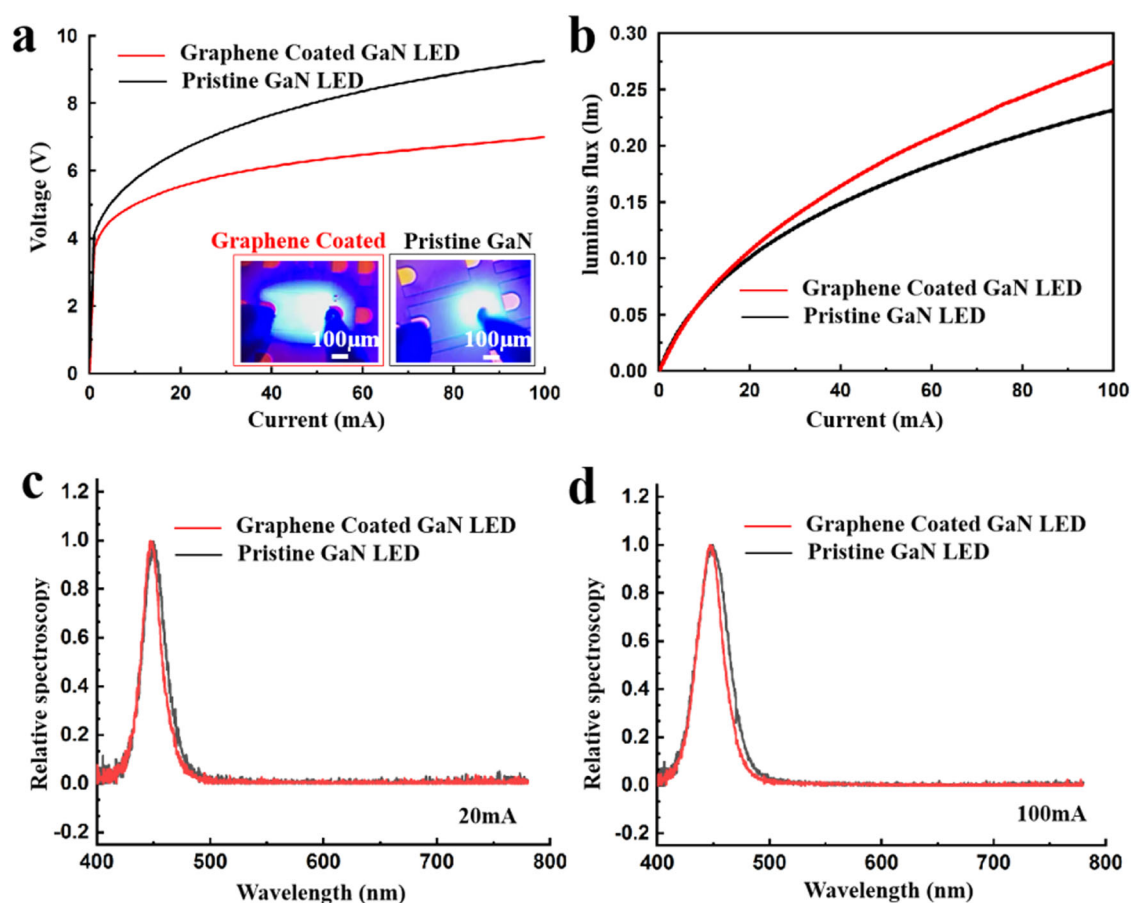 a
10
8
6
4
2
0
Voltage (V)
Graphene Coated GaN LED
Pristine GaN LED
Graphene Coated
Pristine GaN
100μm
100μm
0 20 40 60 80 100
Current (mA)
b
0.30
0.25
0.20
0.15
0.10
0.05
0.00
luminous flux (lm)
Graphene Coated GaN LED
Pristine GaN LED
0 20 40 60 80 100
Current (mA)
c
1.2
1.0
0.8
0.6
0.4
0.2
0.0
-0.2
Relative spectroscopy
Graphene Coated GaN LED
Pristine GaN LED
20mA
400 500 600 700 800
Wavelength (nm)
d
1.2
1.0
0.8
0.6
0.4
0.2
0.0
-0.2
Relative spectroscopy
Graphene Coated GaN LED
Pristine GaN LED
100mA
400 500 600 700 800
Wavelength (nm)